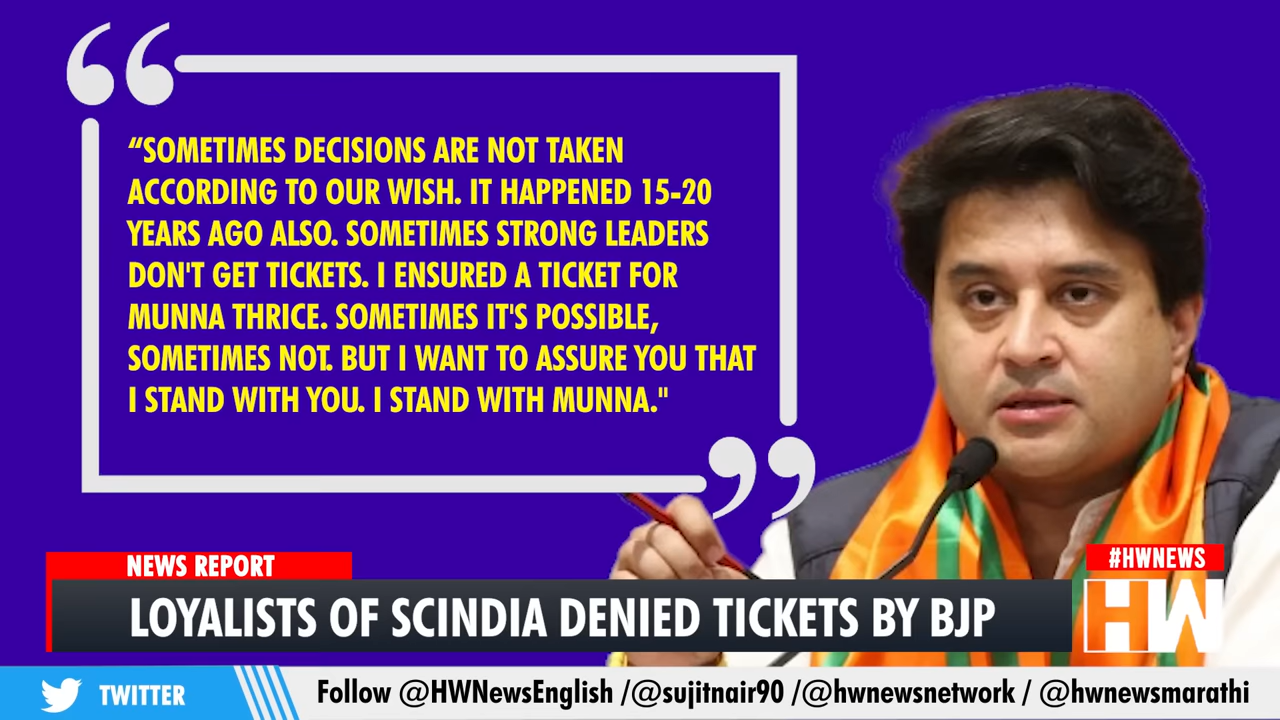 “SOMETIMES DECISIONS ARE NOT TAKEN
ACCORDING TO OUR WISH. IT HAPPENED 15-20
YEARS AGO ALSO. SOMETIMES STRONG LEADERS
DON'T GET TICKETS. I ENSURED A TICKET FOR
MUNNA THRICE. SOMETIMES IT'S POSSIBLE,
SOMETIMES NOT. BUT I WANT TO ASSURE YOU THAT
I STAND WITH YOU. I STAND WITH MUNNA."
NEWS REPORT
#HWNEWS
LOYALISTS OF SCINDIA DENIED TICKETS BY BJP
HW
TWITTER
Follow @HWNewsEnglish /@sujitnair90 /@hwnewsnetwork / @hwnewsmarathi